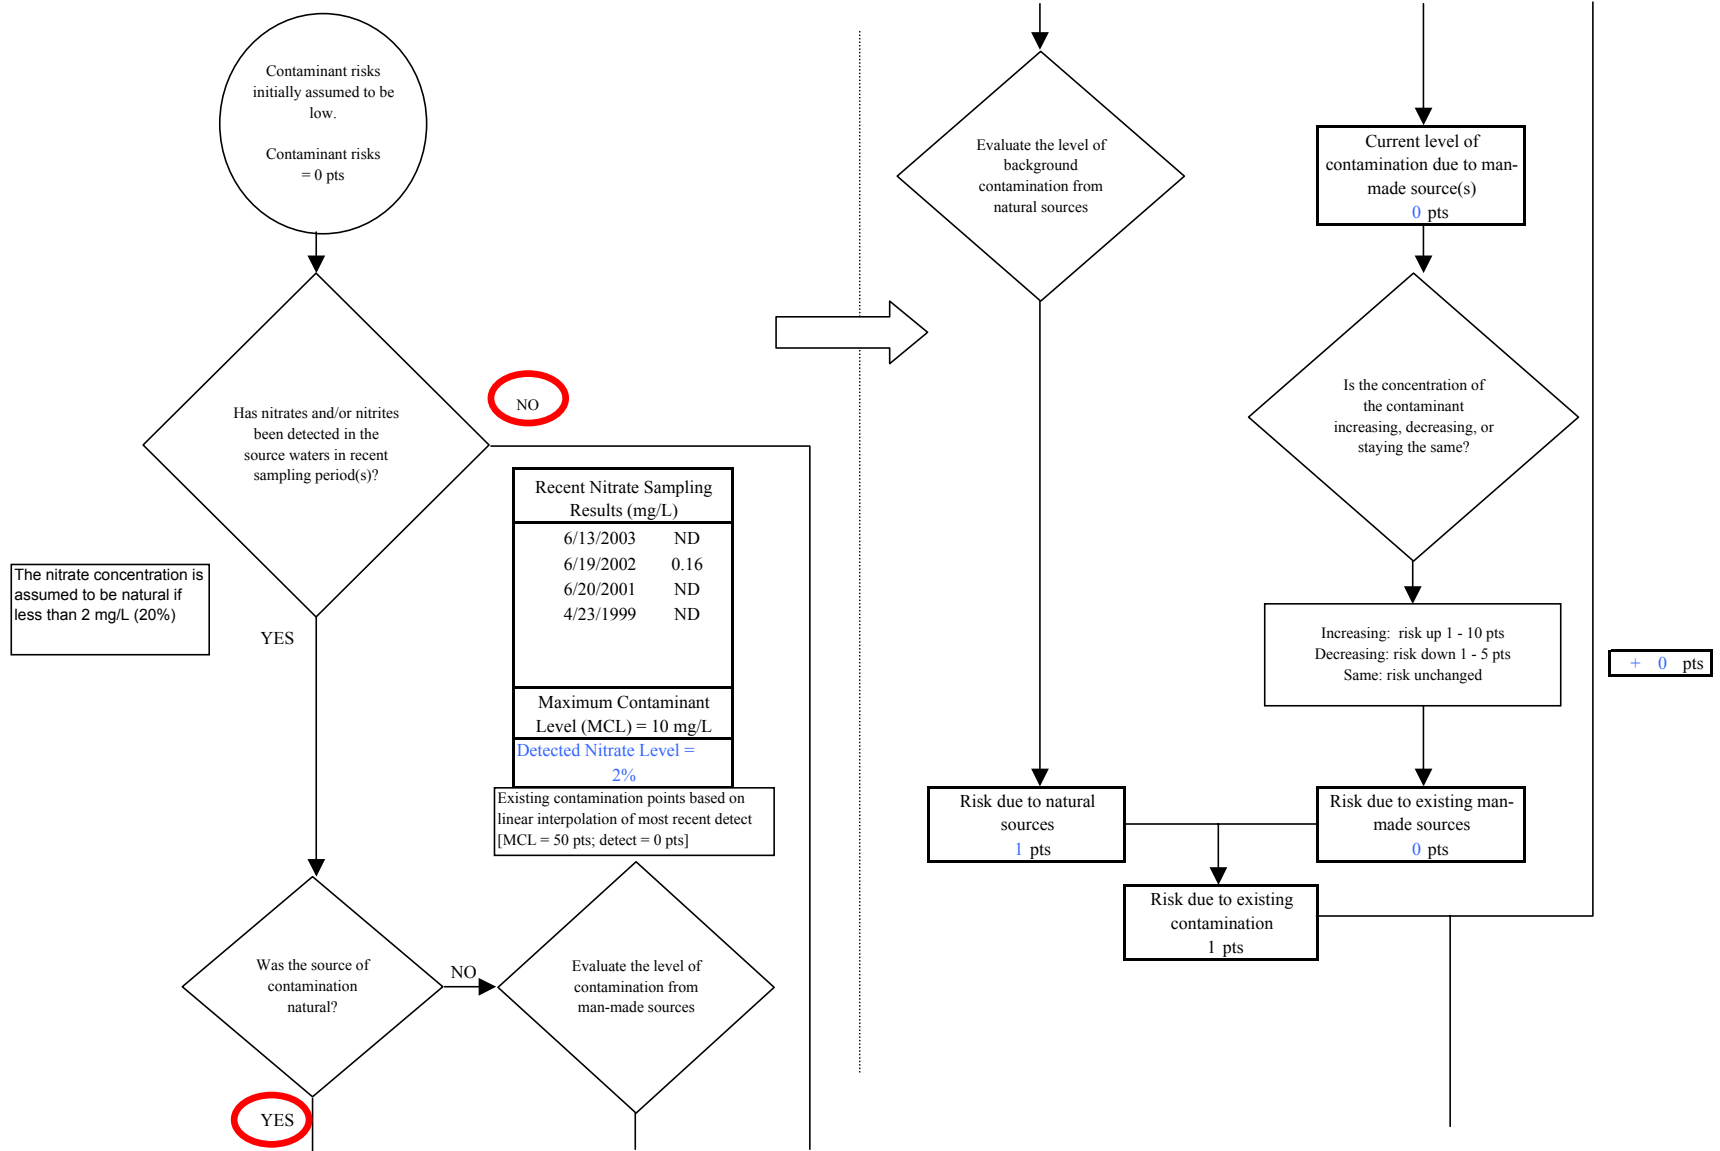 Contaminant risks
initially assumed to be
low.
Contaminant risks
= 0 pts
Has nitrates and/or nitrites
been detected in the
source waters in recent
sampling period(s)?
NO
The nitrate concentration is
assumed to be natural if
less than 2 mg/L (20%)
YES
Recent Nitrate Sampling
Results (mg/L)
6/13/2003 ND
6/19/2002 0.16
6/20/2001 ND
4/23/1999 ND
Maximum Contaminant
Level (MCL) = 10 mg/L
Detected Nitrate Level =
2%
Existing contamination points based on
linear interpolation of most recent detect
[MCL = 50 pts; detect = 0 pts]
Was the source of
contamination
natural?
NO
Evaluate the level of
contamination from
man-made sources
YES
Evaluate the level of
background
contamination from
natural sources
Current level of
contamination due to man-
made source(s)
0 pts
Is the concentration of
the contaminant
increasing, decreasing, or
staying the same?
Increasing: risk up 1 - 10 pts
Decreasing: risk down 1 - 5 pts
Same: risk unchanged
+ 0 pts
Risk due to natural
sources
1 pts
Risk due to existing man-
made sources
0 pts
Risk due to existing
contamination
1 pts